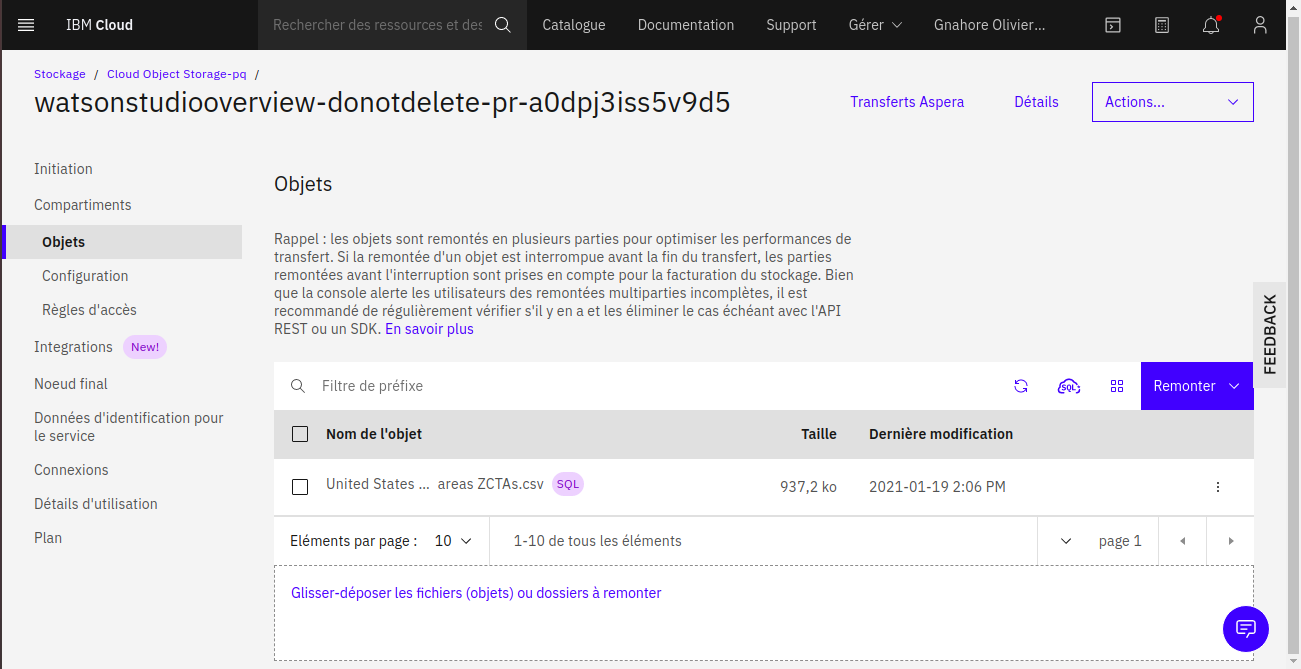 IBM Cloud
Rechercher des ressources et des
Catalogue
Documentation
Support
Gérer
Gnahore Olivier...
Stockage / Cloud Object Storage-pq /
watsonstudiooverview-donotdelete-pr-a0dpj3iss5v9d5
Transferts Aspera
Détails
Actions...
Initiation
Compartiments
Objets
Configuration
Règles d'accès
Integrations New!
Noeud final
Données d'identification pour
le service
Connexions
Détails d'utilisation
Plan
Objets
Rappel : les objets sont remontés en plusieurs parties pour optimiser les performances de
transfert. Si la remontée d'un objet est interrompue avant la fin du transfert, les parties
remontées avant l'interruption sont prises en compte pour la facturation du stockage. Bien
que la console alerte les utilisateurs des remontées multiparties incomplètes, il est
recommandé de régulièrement vérifier s'il y en a et les éliminer le cas échéant avec l'API
REST ou un SDK. En savoir plus
Filtre de préfixe
SQL
Remonter
Nom de l'objet Taille Dernière modification
United States ... areas ZCTAs.csv SQL 937,2 ko 2021-01-19 2:06 PM
Eléments par page : 10 1-10 de tous les éléments page 1
Glisser-déposer les fichiers (objets) ou dossiers à remonter
FEEDBACK